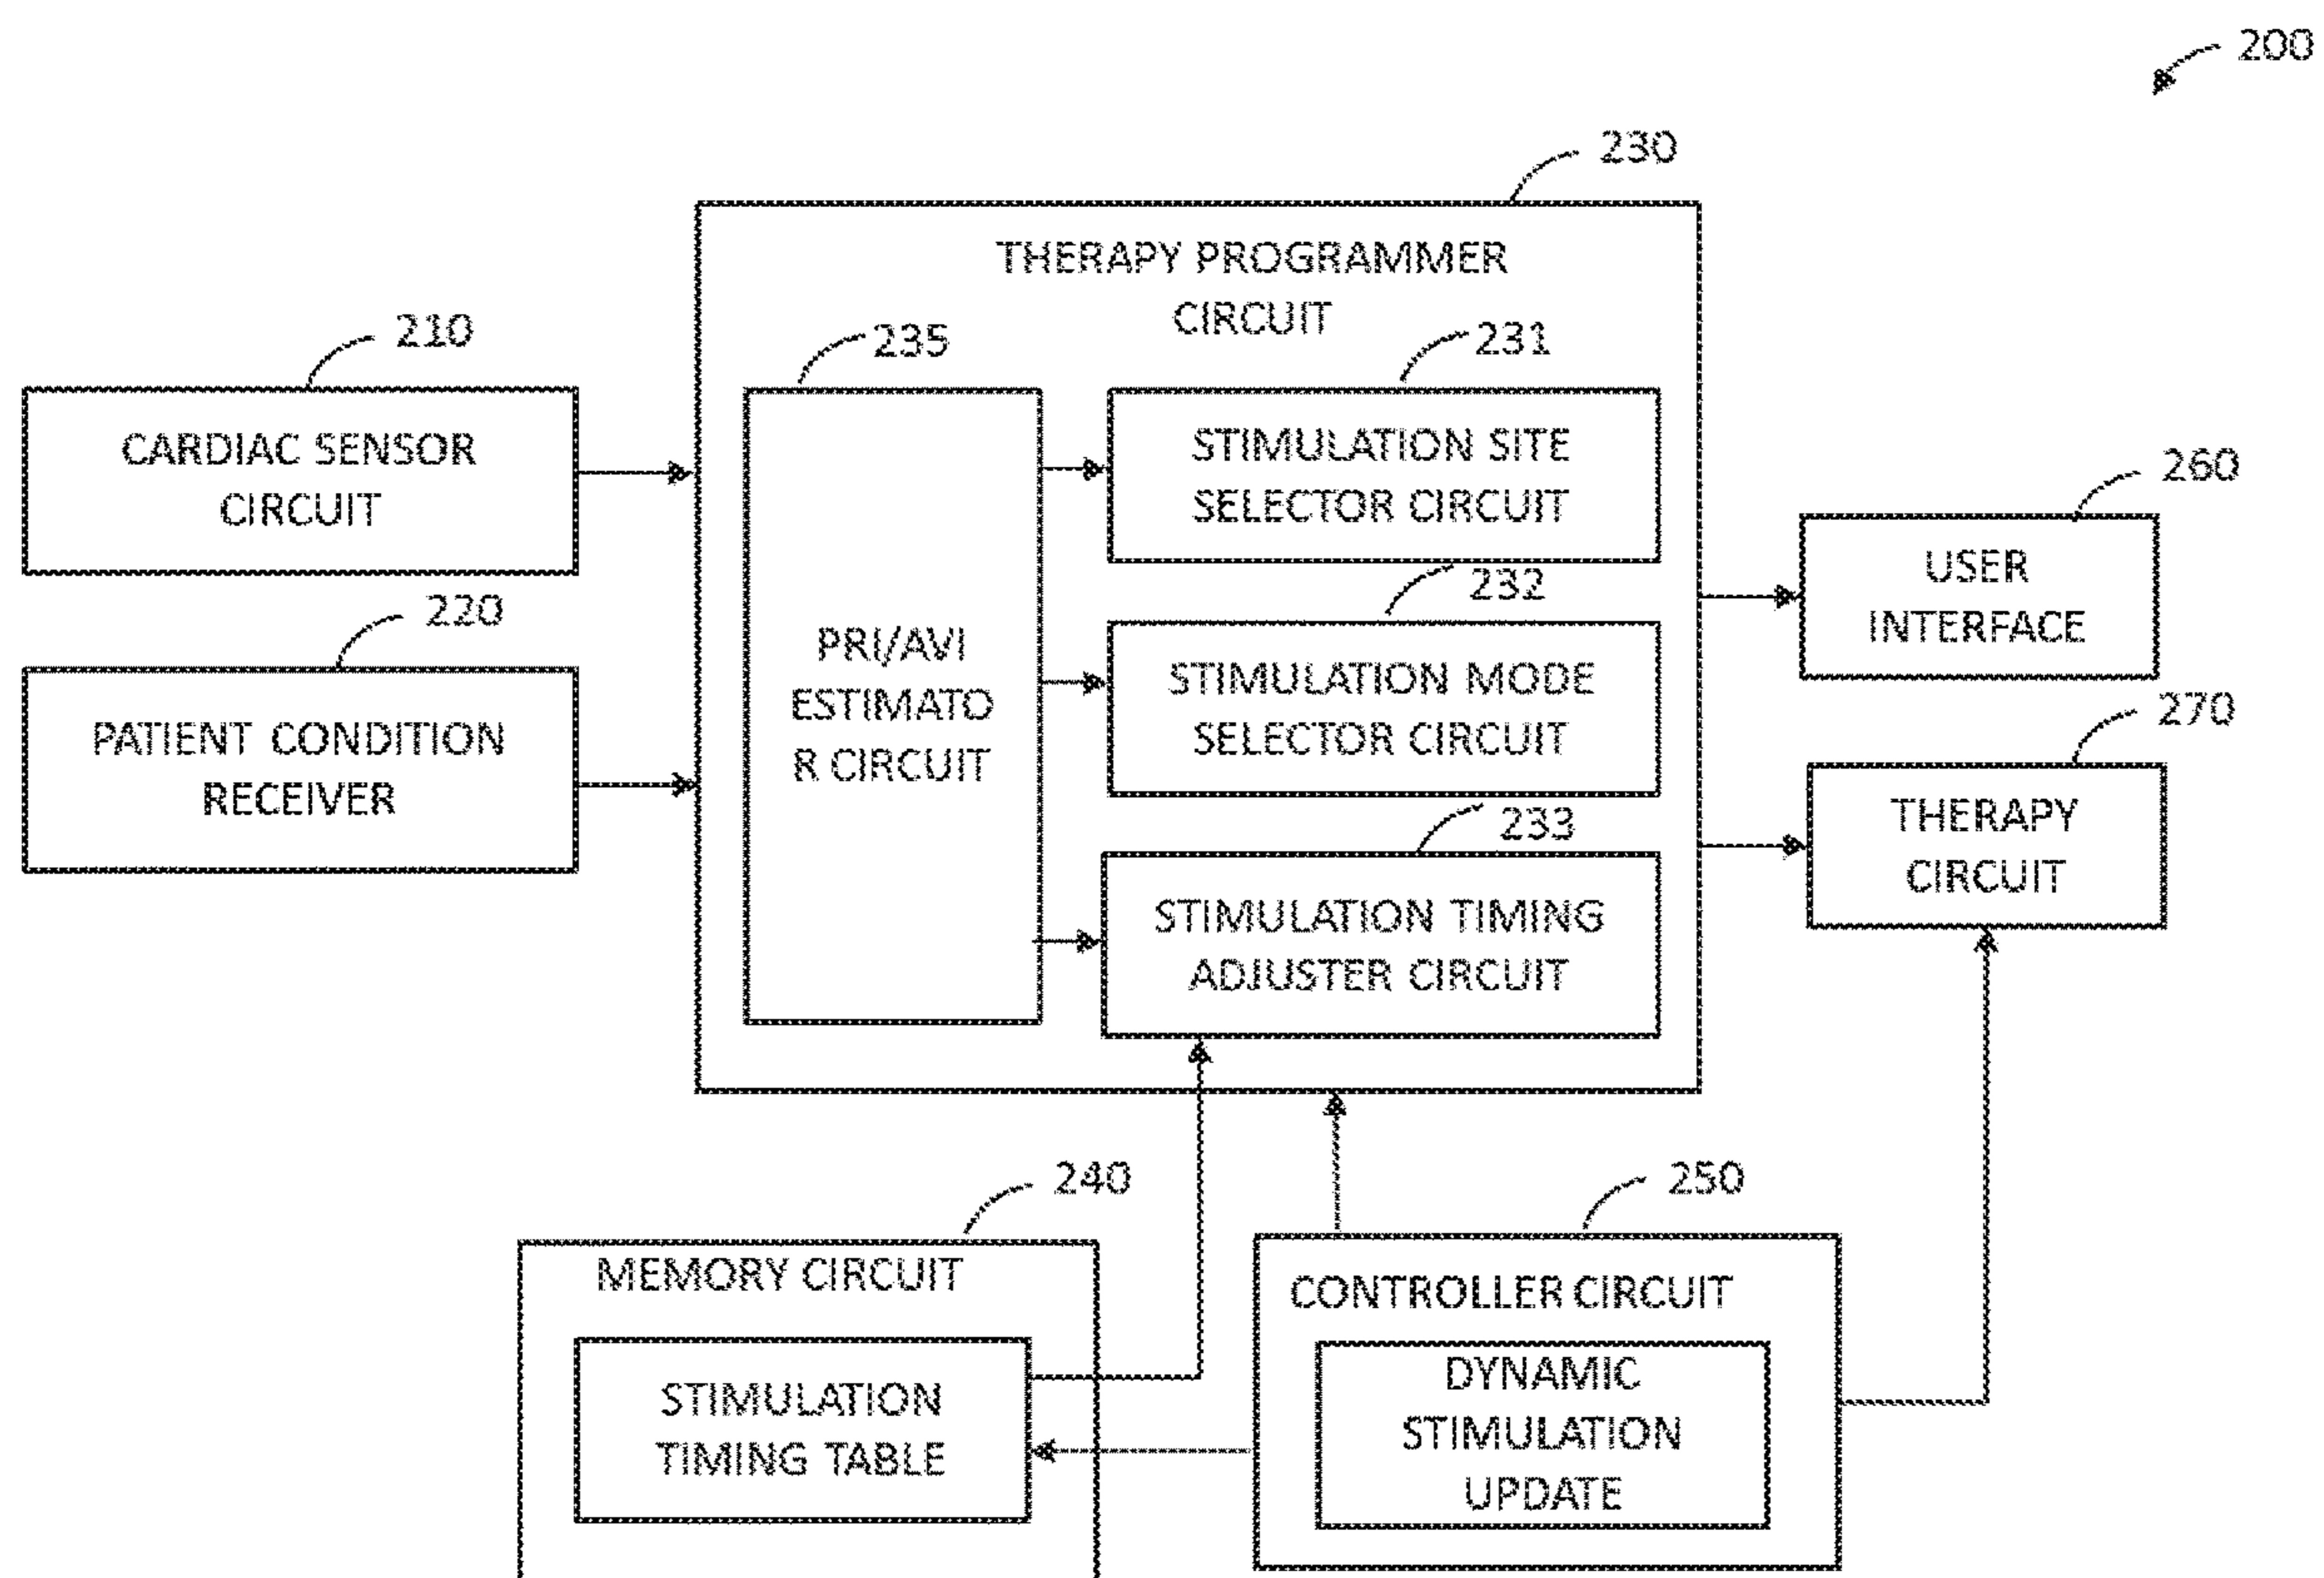 200
230
THERAPY PROGRAMMER
CIRCUIT
210
CARDIAC SENSOR
CIRCUIT
220
PATIENT CONDITION
RECEIVER
235
PRI/AVI
ESTIMATO
R CIRCUIT
231
STIMULATION SITE
SELECTOR CIRCUIT
232
STIMULATION MODE
SELECTOR CIRCUIT
233
STIMULATION TIMING
ADJUSTER CIRCUIT
260
USER
INTERFACE
270
THERAPY
CIRCUIT
240
MEMORY CIRCUIT
STIMULATION
TIMING TABLE
250
CONTROLLER CIRCUIT
DYNAMIC
STIMULATION
UPDATE